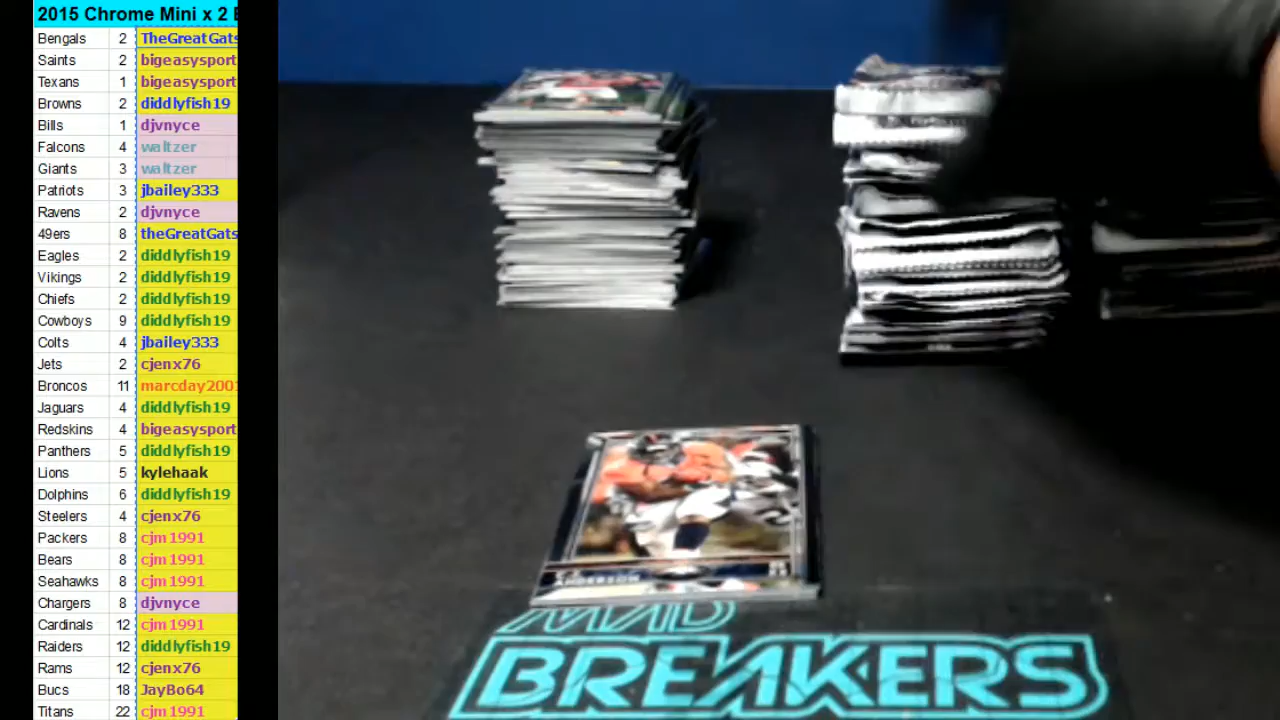 2015 Chrome Mini x 2 B
Bengals 2 TheGreatGats
Saints 2 bigeasysport
Texans 1 bigeasysport
Browns 2 diddlyfish19
Bills 1 djvnyce
Falcons 4 waltzer
Giants 3 waltzer
Patriots 3 jbailey333
Ravens 2 djvnyce
49ers 8 theGreatGats
Eagles 2 diddlyfish19
Vikings 2 diddlyfish19
Chiefs 2 diddlyfish19
Cowboys 9 diddlyfish19
Colts 4 jbailey333
Jets 2 cjenx76
Broncos 11 marcday2001
Jaguars 4 diddlyfish19
Redskins 4 bigeasysport
Panthers 5 diddlyfish19
Lions 5 kylehaak
Dolphins 6 diddlyfish19
Steelers 4 cjenx76
Packers 8 cjm1991
Bears 8 cjm1991
Seahawks 8 cjm1991
Chargers 8 djvnyce
Cardinals 12 cjm1991
Raiders 12 diddlyfish19
Rams 12 cjenx76
Bucs 18 JayBo64
Titans 22 cjm1991
ANDERSON
MAD
BREAKERS